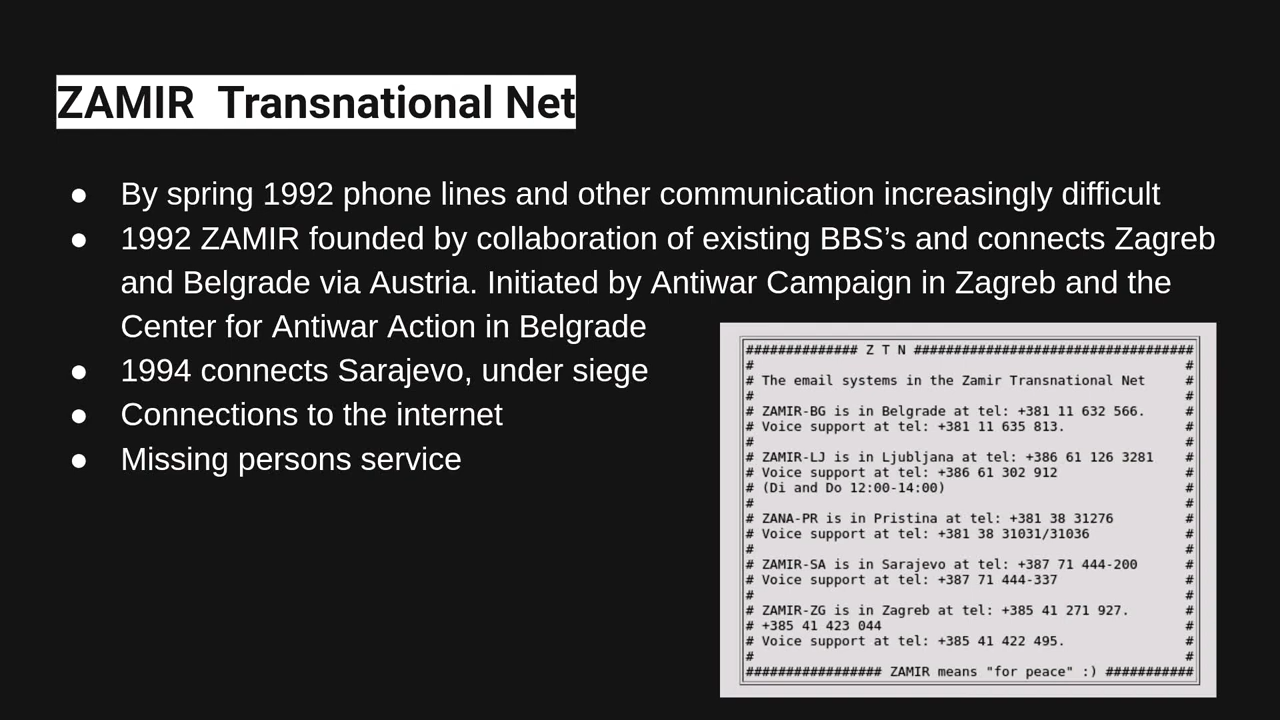 ZAMIR  Transnational Net
● By spring 1992 phone lines and other communication increasingly difficult
● 1992 ZAMIR founded by collaboration of existing BBS’s and connects Zagreb
and Belgrade via Austria. Initiated by Antiwar Campaign in Zagreb and the
Center for Antiwar Action in Belgrade
● 1994 connects Sarajevo, under siege
● Connections to the internet
● Missing persons service
############## Z T N ###################################
#                                                      #
# The email systems in the Zamir Transnational Net     #
#                                                      #
# ZAMIR-BG is in Belgrade at tel: +381 11 632 566.     #
# Voice support at tel: +381 11 635 813.               #
#                                                      #
# ZAMIR-LJ is in Ljubljana at tel: +386 61 126 3281    #
# Voice support at tel: +386 61 302 912                #
# (Di and Do 12:00-14:00)                              #
#                                                      #
# ZANA-PR is in Pristina at tel: +381 38 31276         #
# Voice support at tel: +381 38 31031/31036            #
#                                                      #
# ZAMIR-SA is in Sarajevo at tel: +387 71 444-200      #
# Voice support at tel: +387 71 444-337                #
#                                                      #
# ZAMIR-ZG is in Zagreb at tel: +385 41 271 927.       #
# +385 41 423 044                                      #
# Voice support at tel: +385 41 422 495.               #
#                                                      #
################# ZAMIR means "for peace" :) ###########